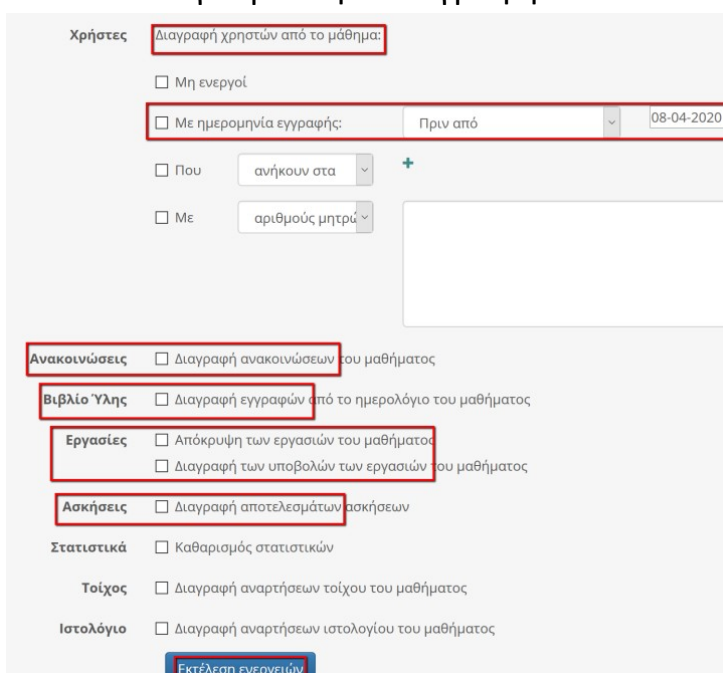 Χρήστες Διαγραφή χρηστών από το μάθημα:
Μη ενεργοί
Με ημερομηνία εγγραφής: Πριν από 08-04-2020
Που ανήκουν στα +
Με αριθμούς μητρώ
Ανακοινώσεις Διαγραφή ανακοινώσεων του μαθήματος
Βιβλίο Ύλης Διαγραφή εγγραφών από το ημερολόγιο του μαθήματος
Εργασίες Απόκρυψη των εργασιών του μαθήματος
Διαγραφή των υποβολών των εργασιών του μαθήματος
Ασκήσεις Διαγραφή αποτελεσμάτων ασκήσεων
Στατιστικά Καθαρισμός στατιστικών
Τοίχος Διαγραφή αναρτήσεων τοίχου του μαθήματος
Ιστολόγιο Διαγραφή αναρτήσεων ιστολογίου του μαθήματος
Εκτέλεση ενεργειών